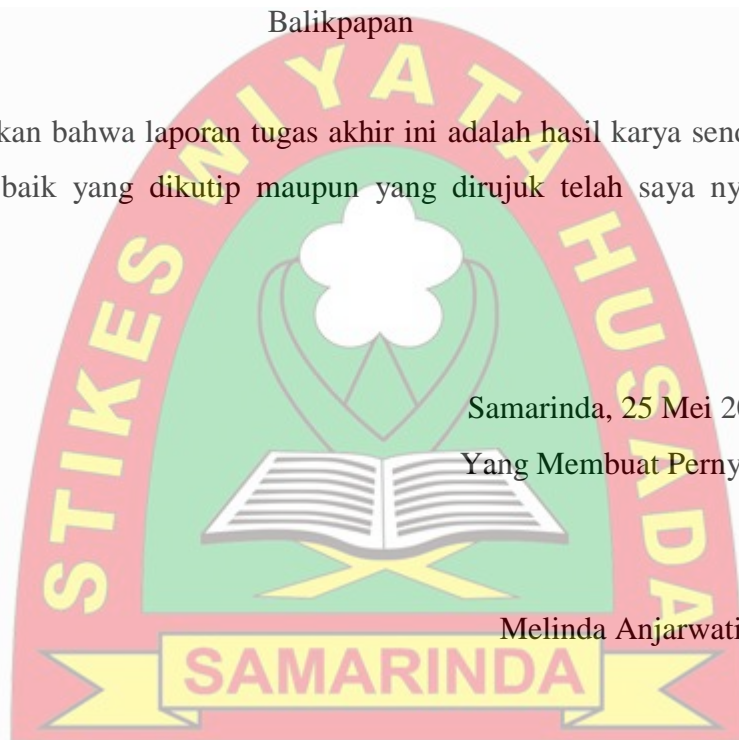 Balikpapan
kan bahwa laporan tugas akhir ini adalah hasil karya send
baik yang dikutip maupun yang dirujuk telah saya ny
Samarinda, 25 Mei 20
Yang Membuat Perny
Melinda Anjarwati
STIKES WIYATA HUSADA
SAMARINDA